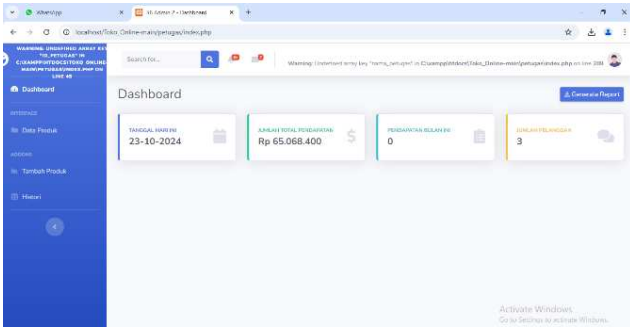 WhatsApp
SB Admin 2 - Dashboard
localhost/Toko_Online-main/petugas/index.php
WARNING: UNDEFINED ARRAY KEY
"ID_PETUGAS" IN
C:\XAMPP\HTDOCS\TOKO_ONLINE-
MAIN\PETUGAS\INDEX.PHP ON
LINE
Search for...
Warning: Undefined array key "nama_petugas" in C:\xampp\htdocs\Toko_Online-main\petugas\index.php on line
Dashboard
Dashboard
Generate Report
REFERENCE
Data Produk
ADDONS
Tambah Produk
Histori
TANGGAL HARI INI
23-10-2024
JUMLAH TOTAL PENDAPATAN
Rp 65.068.400
PENDAPATAN BULAN INI
0
JUMLAH PELANGGAN
3
Activate Windows
Go to Settings to activate Windows.